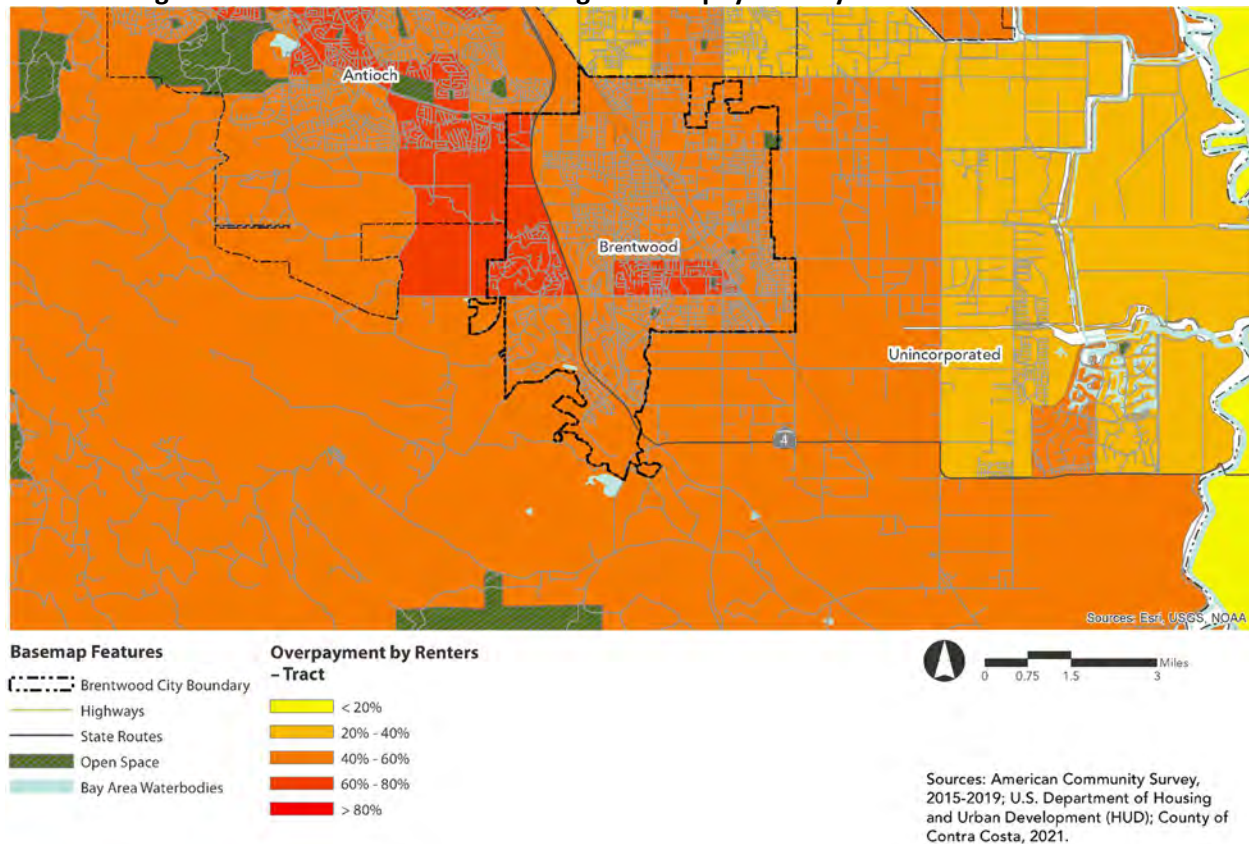 Antioch
Brentwood
Unincorporated
4
Sources: Esri, USGS, NOAA
Basemap Features
Brentwood City Boundary
Highways
State Routes
Open Space
Bay Area Waterbodies
Overpayment by Renters
– Tract
< 20%
20% - 40%
40% - 60%
60% - 80%
> 80%
Miles
0 0.75 1.5 3
Sources: American Community Survey,
2015-2019; U.S. Department of Housing
and Urban Development (HUD); County of
Contra Costa, 2021.